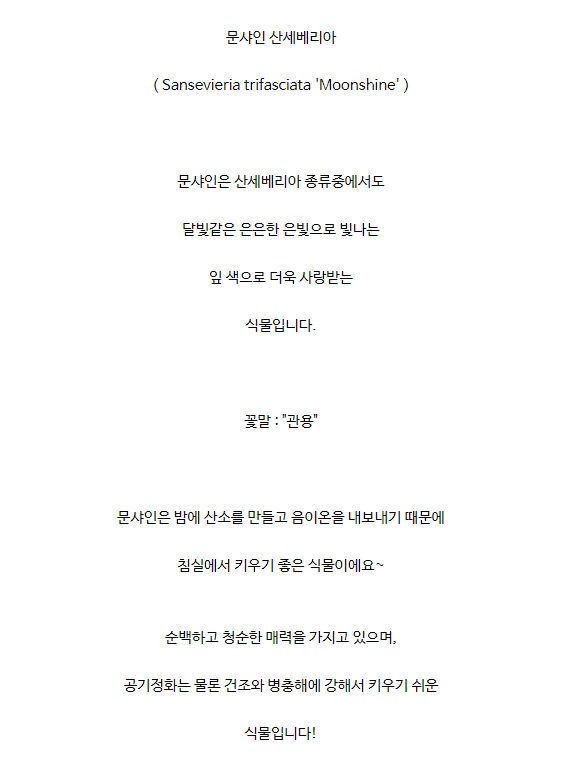 문샤인 산세베리아
( Sansevieria trifasciata 'Moonshine' )
문샤인은 산세베리아 종류중에서도
달빛같은 은은한 은빛으로 빛나는
잎 색으로 더욱 사랑받는
식물입니다.
꽃말 : "관용"
문샤인은 밤에 산소를 만들고 음이온을 내보내기 때문에
침실에서 키우기 좋은 식물이에요~
순백하고 청순한 매력을 가지고 있으며,
공기정화는 물론 건조와 병충해에 강해서 키우기 쉬운
식물입니다!